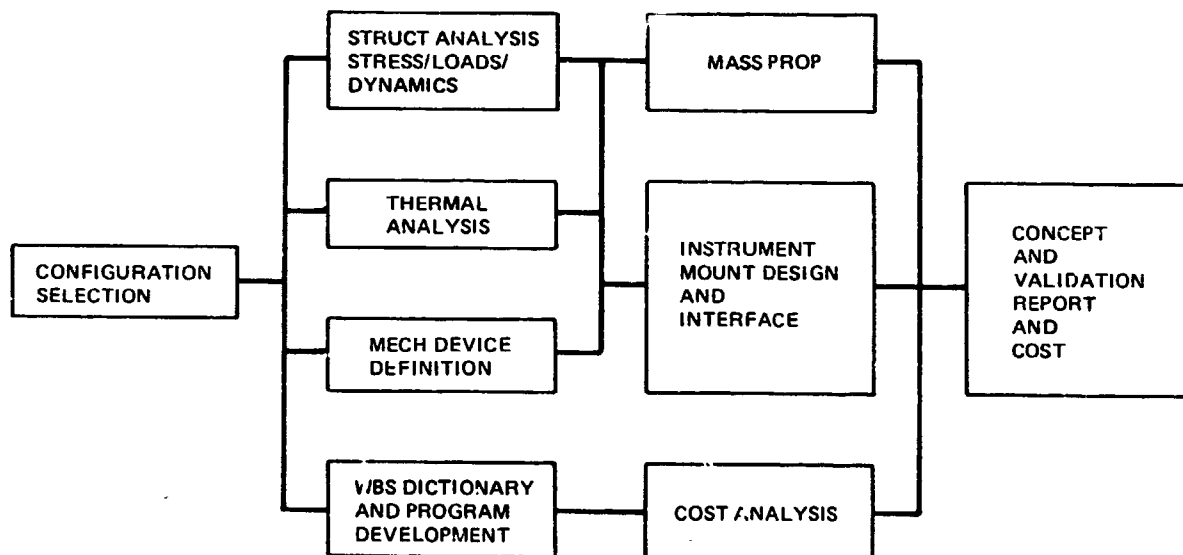 CONFIGURATION
SELECTION
STRUCT ANALYSIS
STRESS/LOADS/
DYNAMICS
THERMAL
ANALYSIS
MECH DEVICE
DEFINITION
WBS DICTIONARY
AND PROGRAM
DEVELOPMENT
MASS PROP
INSTRUMENT
MOUNT DESIGN
AND
INTERFACE
COST ANALYSIS
CONCEPT
AND
VALIDATION
REPORT
AND
COST